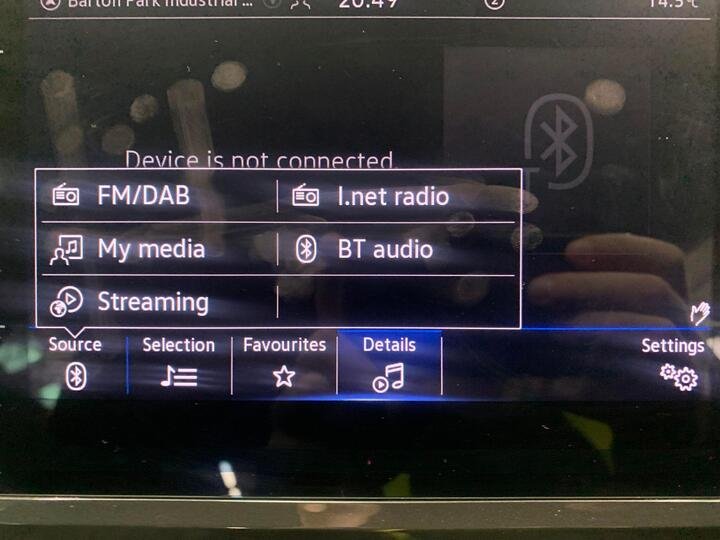 Barton Park Industrial ...
20:49
2
14.5°C
Device is not connected.
FM/DAB
I.net radio
My media
BT audio
Streaming
Source
Selection
Favourites
Details
Settings